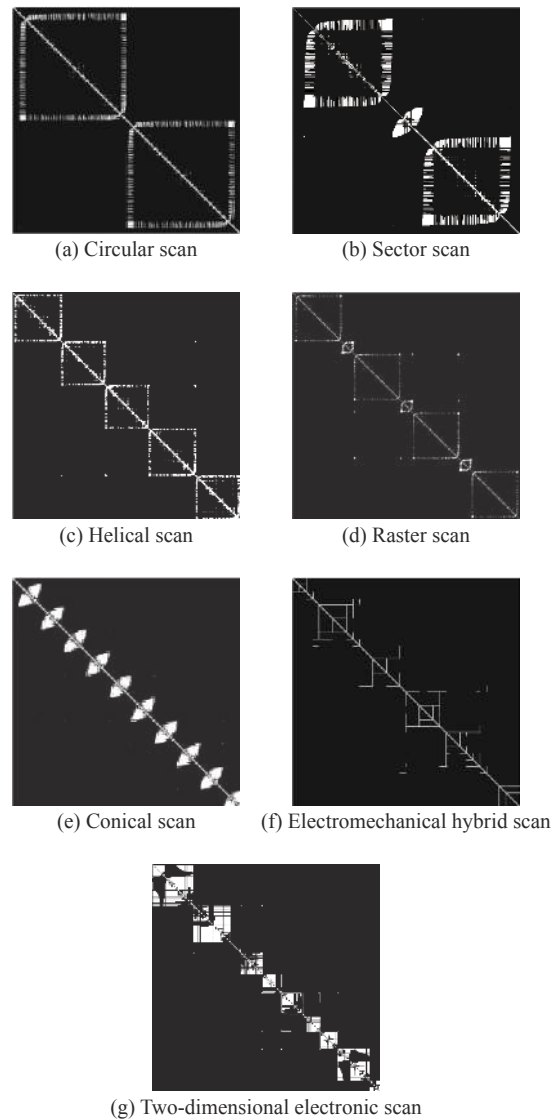 (a) Circular scan
(b) Sector scan
(c) Helical scan
(d) Raster scan
(e) Conical scan
(f) Electromechanical hybrid scan
(g) Two-dimensional electronic scan